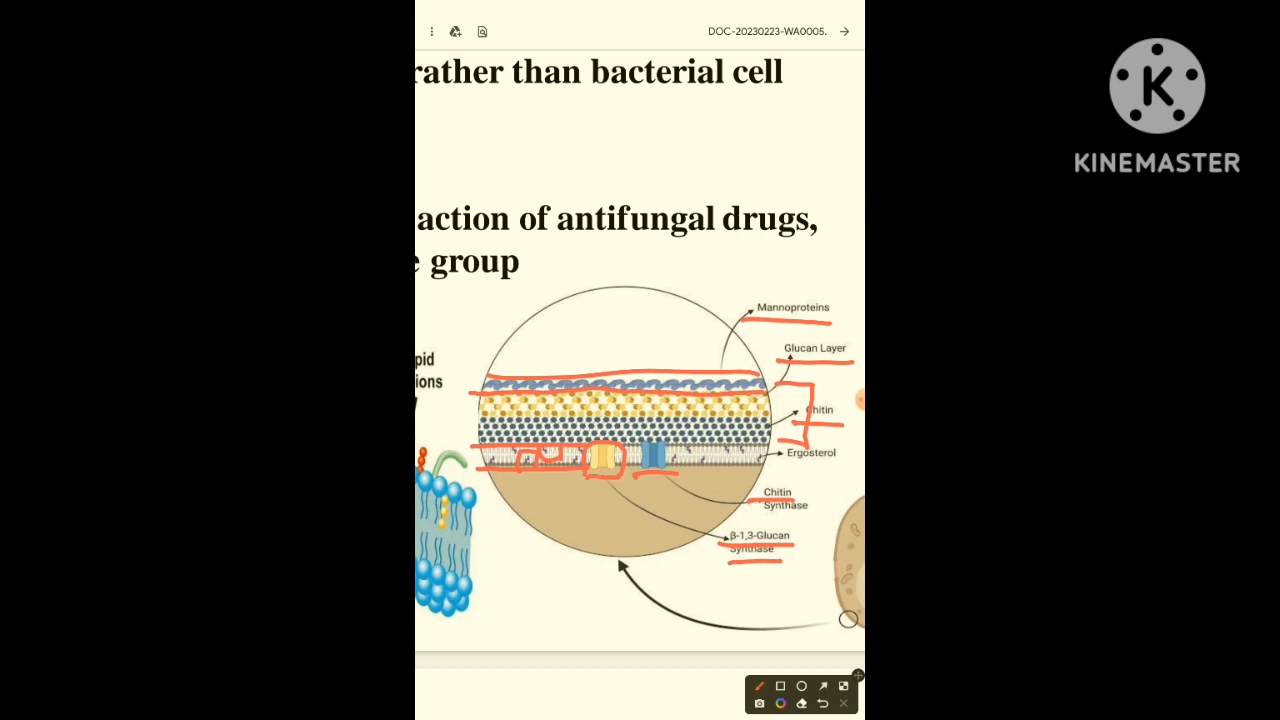 DOC-20230223-WA0005.
rather than bacterial cell
K
KINEMASTER
action of antifungal drugs,
group
Mannoproteins
Glucan Layer
Chitin
Ergosterol
Chitin
Synthase
β-1,3-Glucan
Synthase